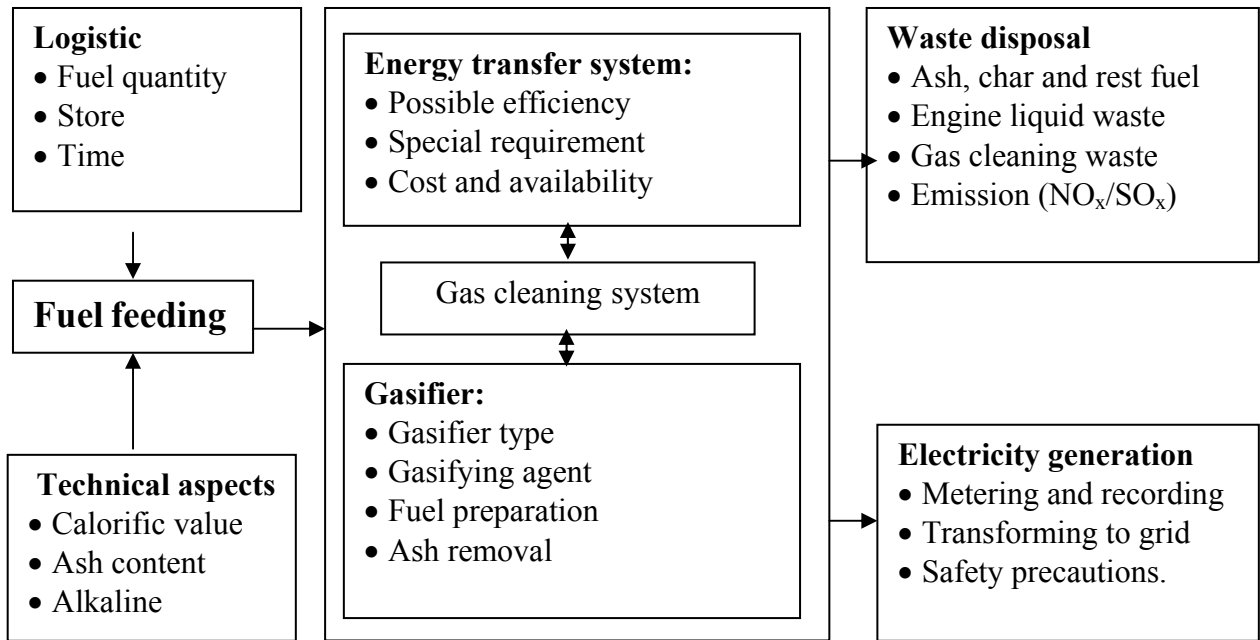 Logistic
• Fuel quantity
• Store
• Time
Fuel feeding
Technical aspects
• Calorific value
• Ash content
• Alkaline
Energy transfer system:
• Possible efficiency
• Special requirement
• Cost and availability
Gas cleaning system
Gasifier:
• Gasifier type
• Gasifying agent
• Fuel preparation
• Ash removal
Waste disposal
• Ash, char and rest fuel
• Engine liquid waste
• Gas cleaning waste
• Emission (NOx/SOx)
Electricity generation
• Metering and recording
• Transforming to grid
• Safety precautions.